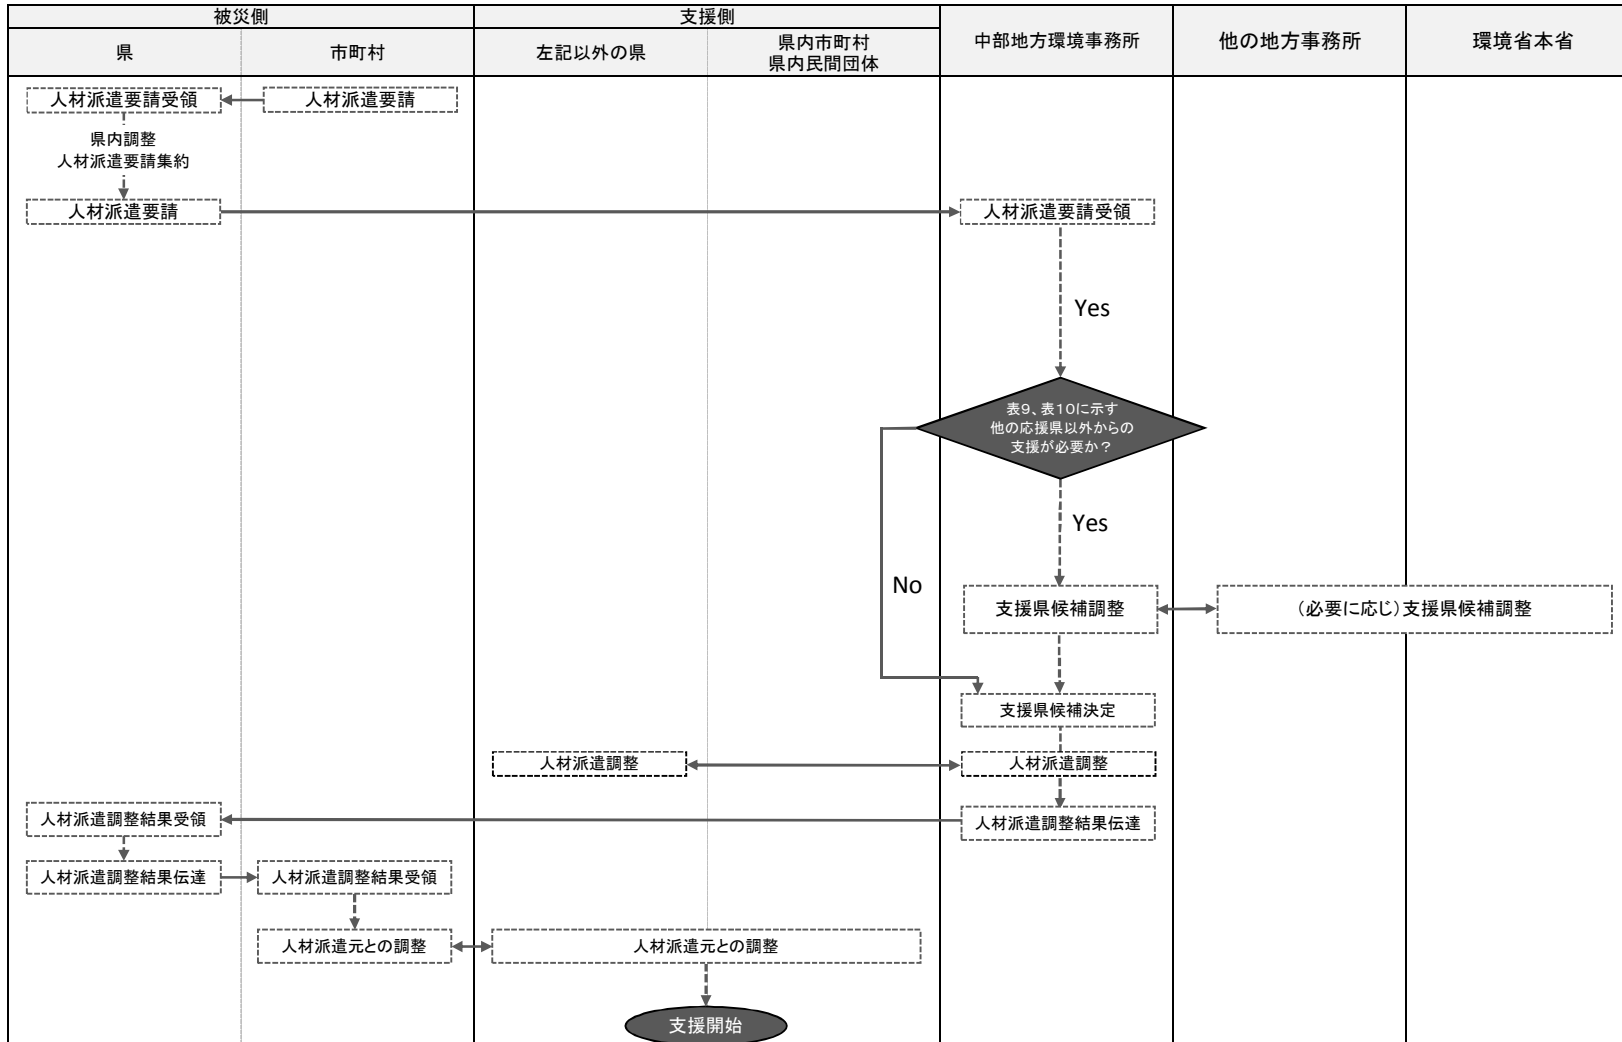 被災側
支援側
県
市町村
左記以外の県
県内市町村
県内民間団体
中部地方環境事務所
他の地方事務所
環境省本省
人材派遣要請受領
人材派遣要請
県内調整
人材派遣要請集約
人材派遣要請
人材派遣要請受領
Yes
表9、表10に示す
他の応援県以外からの
支援が必要か？
Yes
No
支援県候補調整
（必要に応じ）支援県候補調整
支援県候補決定
人材派遣調整
人材派遣調整
人材派遣調整結果受領
人材派遣調整結果伝達
人材派遣調整結果伝達
人材派遣調整結果受領
人材派遣元との調整
人材派遣元との調整
支援開始